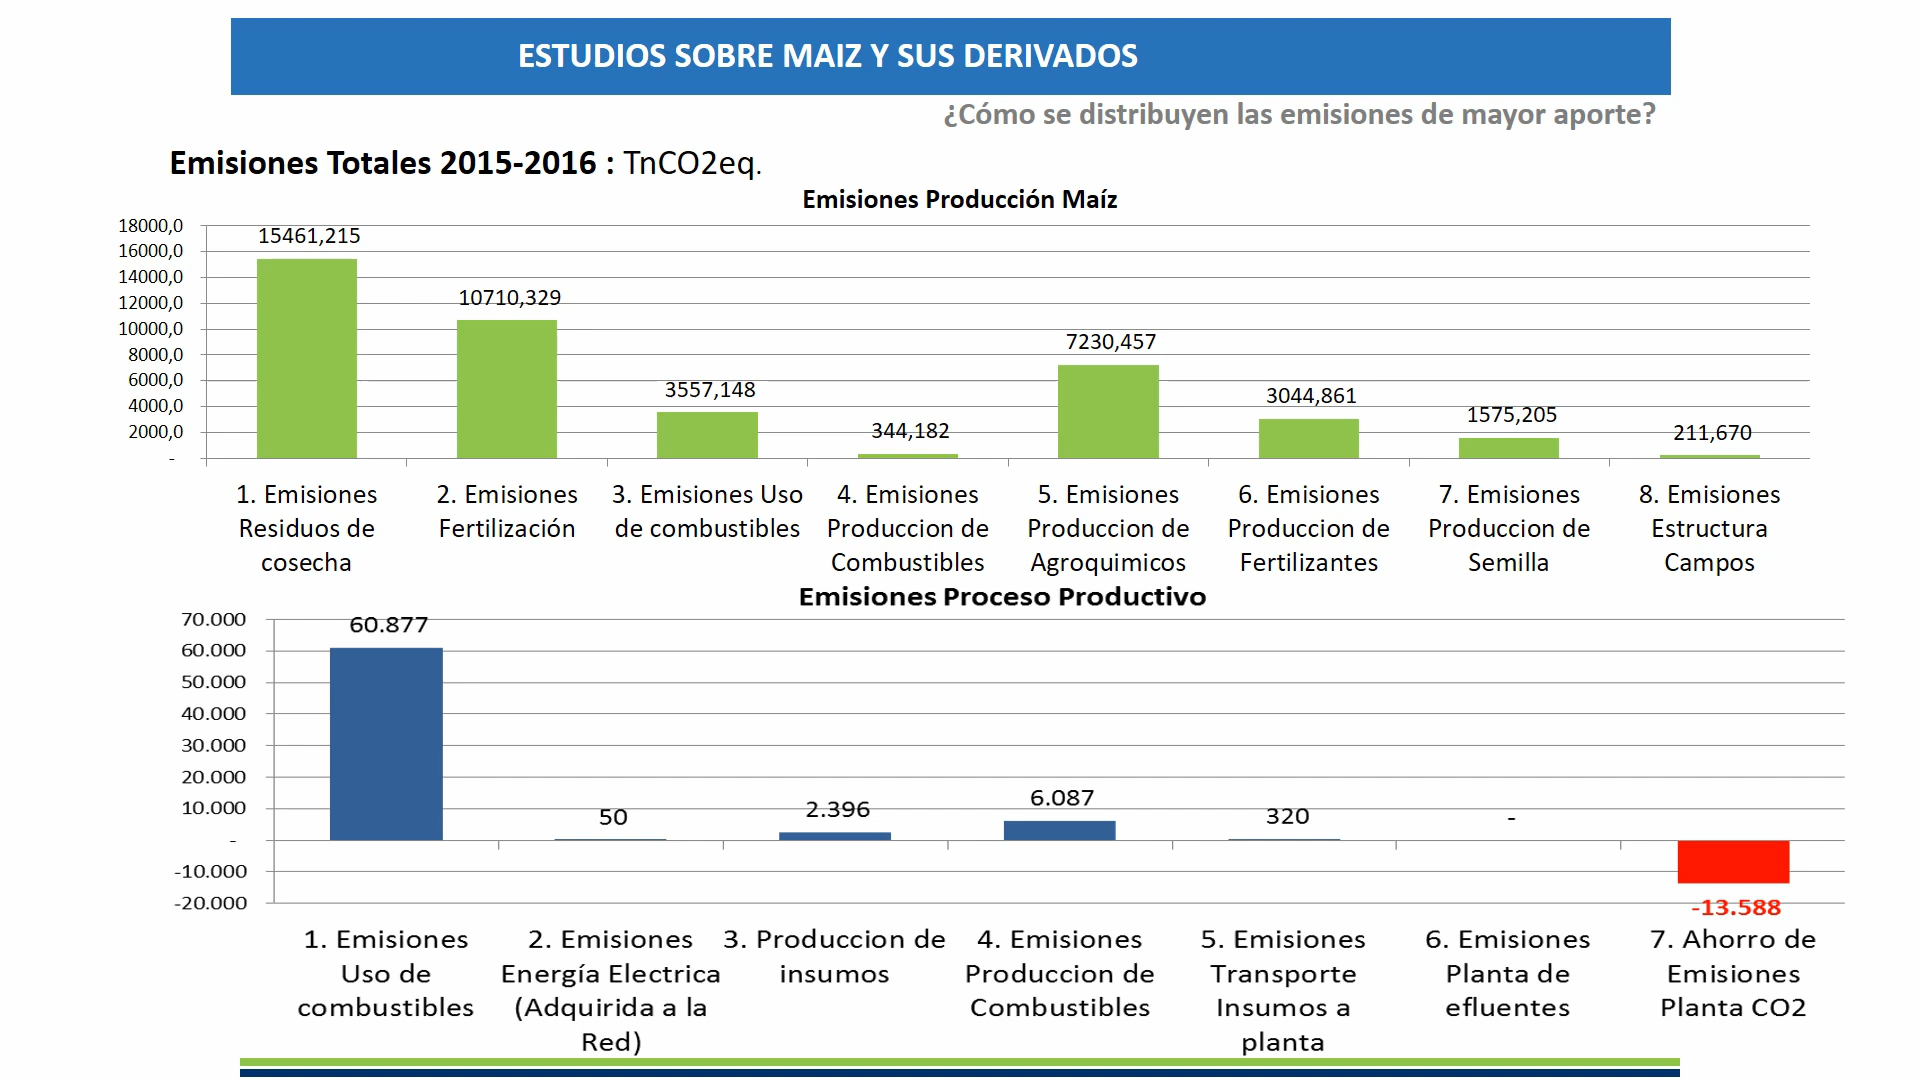 ESTUDIOS SOBRE MAIZ Y SUS DERIVADOS
¿Cómo se distribuyen las emisiones de mayor aporte?
Emisiones Totales 2015-2016 : TnCO2eq.
Emisiones Producción Maíz
18000,0
16000,0
14000,0
12000,0
10000,0
8000,0
6000,0
4000,0
2000,0
-
15461,215
10710,329
3557,148
344,182
7230,457
3044,861
1575,205
211,670
1. Emisiones
Residuos de
cosecha
2. Emisiones
Fertilización
3. Emisiones Uso
de combustibles
4. Emisiones
Produccion de
Combustibles
5. Emisiones
Produccion de
Agroquimicos
6. Emisiones
Produccion de
Fertilizantes
7. Emisiones
Produccion de
Semilla
8. Emisiones
Estructura
Campos
Emisiones Proceso Productivo
70.000
60.000
50.000
40.000
30.000
20.000
10.000
-
-10.000
-20.000
60.877
50
2.396
6.087
320
-
-13.588
1. Emisiones
Uso de
combustibles
2. Emisiones
Energía Electrica
(Adquirida a la
Red)
3. Produccion de
insumos
4. Emisiones
Produccion de
Combustibles
5. Emisiones
Transporte
Insumos a
planta
6. Emisiones
Planta de
efluentes
7. Ahorro de
Emisiones
Planta CO2